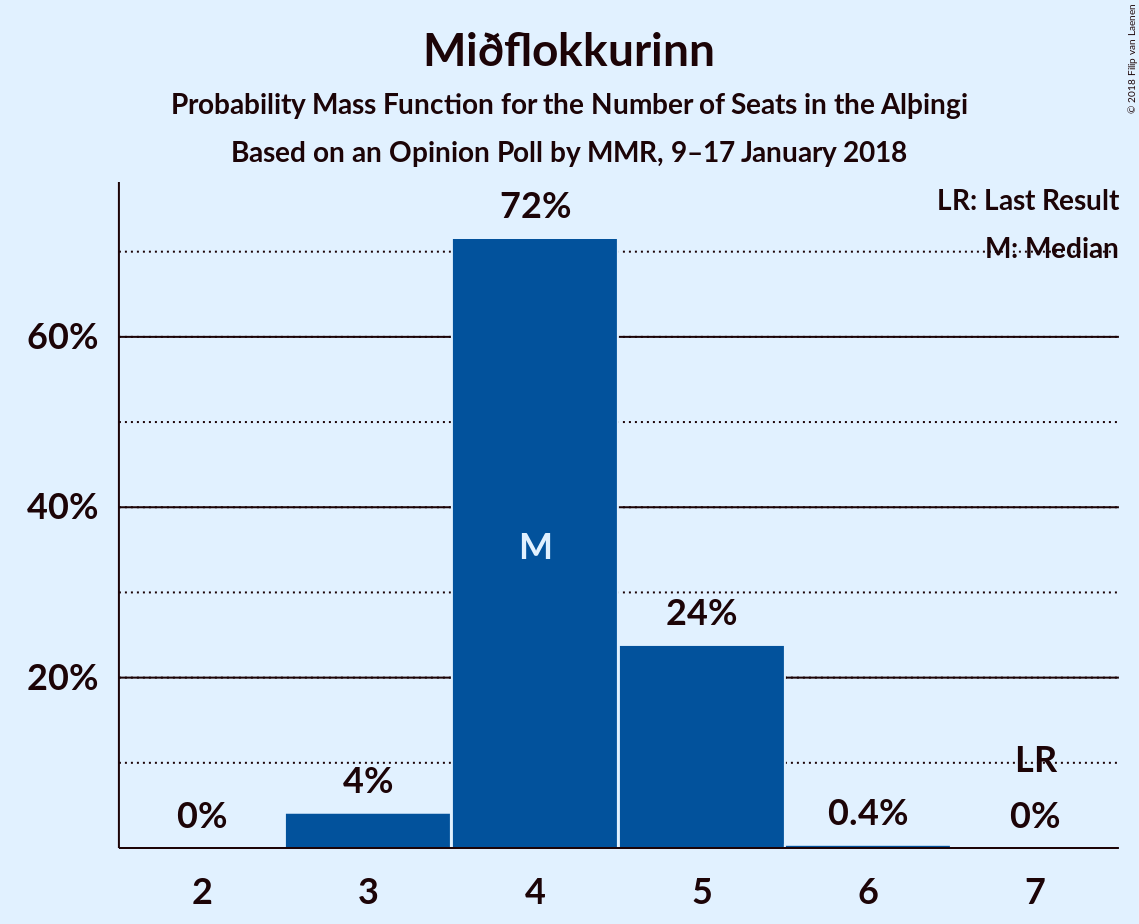 Miðflokkurinn
Probability Mass Function for the Number of Seats in the Alþingi
Based on an Opinion Poll by MMR, 9–17 January 2018
© 2018 Filip van Laenen
LR: Last Result
M: Median
72%
60%
40%
M
24%
20%
LR
4%
0%
0.4%
0%
2 3 4 5 6 7